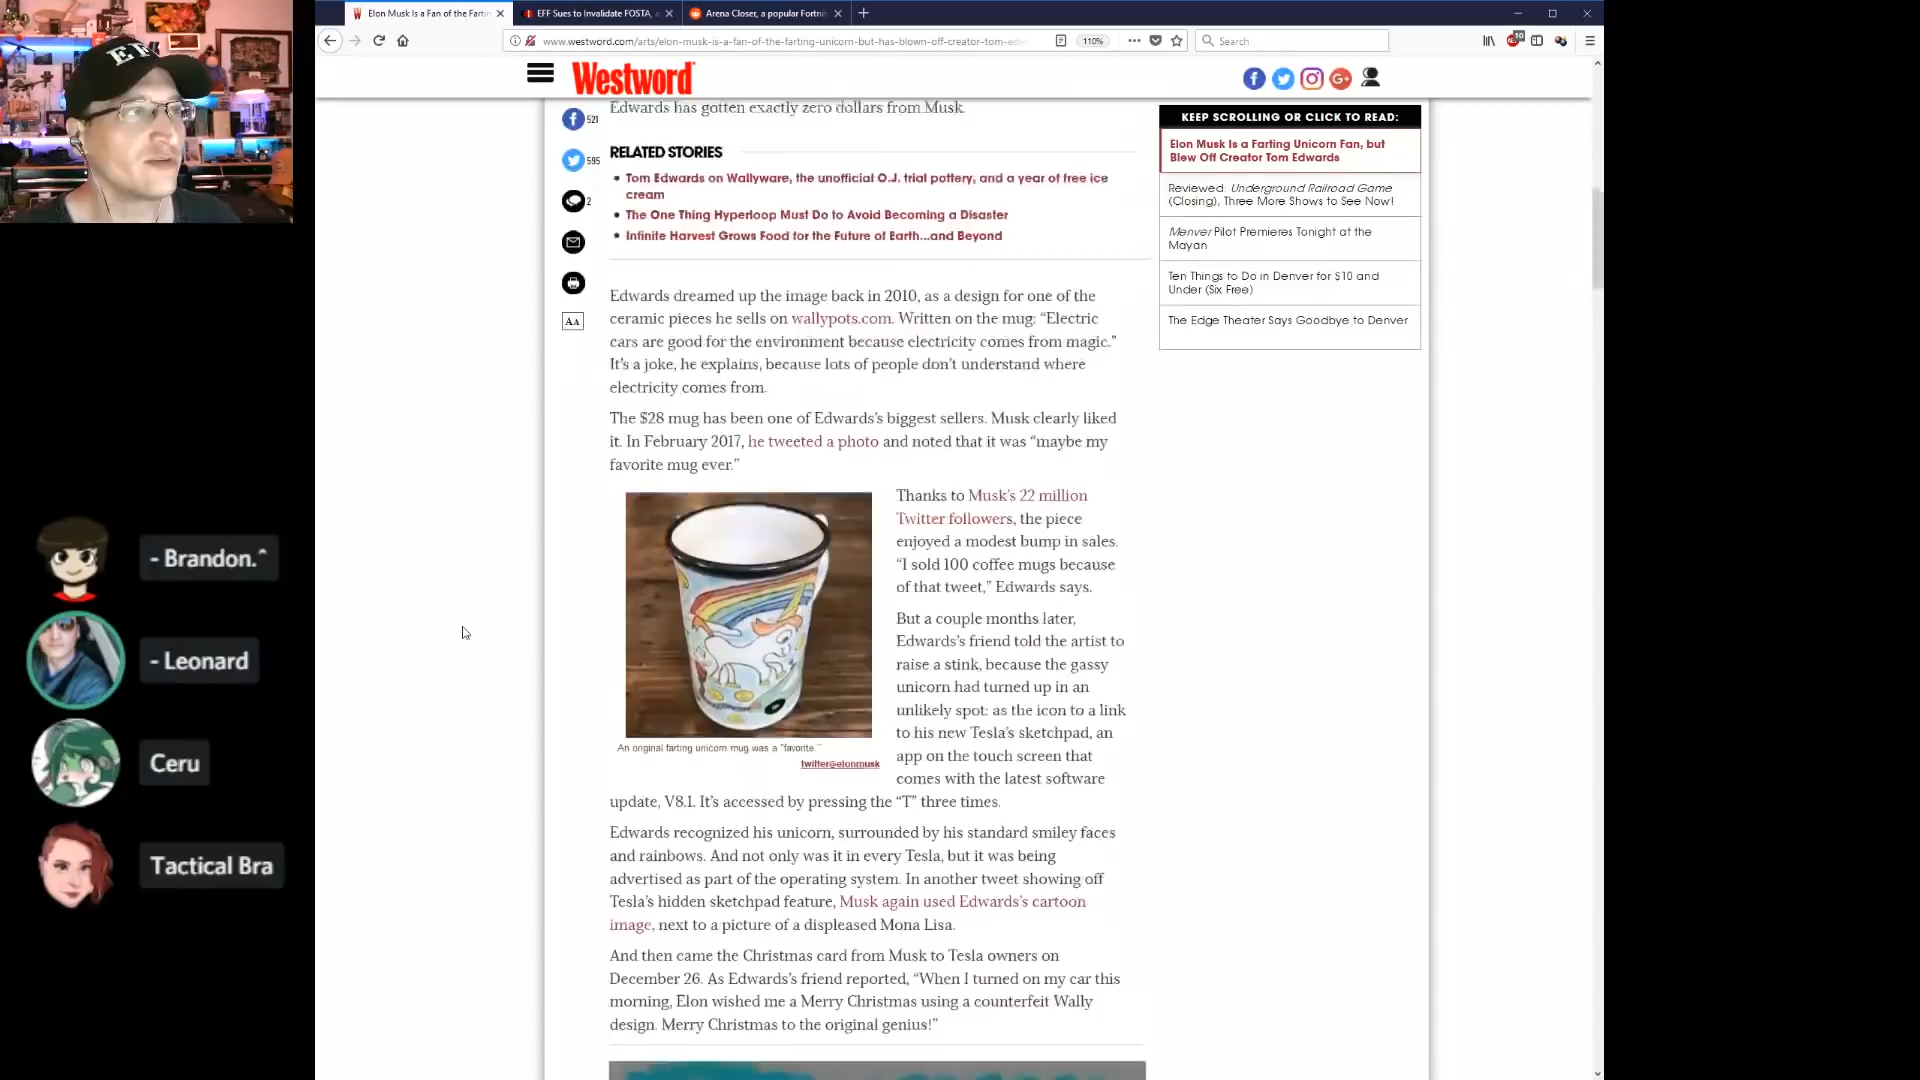 Elon Musk Is a Fan of the Fartin
EFF Sues to Invalidate FOSTA,
Arena Closer, a popular Fortni
www.westword.com/arts/elon-musk-is-a-fan-of-the-farting-unicorn-but-has-blown-off-creator-tom-edw
110%
Search
10
Westword
Edwards has gotten exactly zero dollars from Musk.
521
595
2
AA
RELATED STORIES
Tom Edwards on Wallyware, the unofficial O.J. trial pottery, and a year of free ice
cream
The One Thing Hyperloop Must Do to Avoid Becoming a Disaster
Infinite Harvest Grows Food for the Future of Earth...and Beyond
Edwards dreamed up the image back in 2010, as a design for one of the
ceramic pieces he sells on wallypots.com. Written on the mug: “Electric
cars are good for the environment because electricity comes from magic.”
It’s a joke, he explains, because lots of people don’t understand where
electricity comes from.
The $28 mug has been one of Edwards’s biggest sellers. Musk clearly liked
it. In February 2017, he tweeted a photo and noted that it was “maybe my
favorite mug ever.”
An original farting unicorn mug was a "favorite."
twitter@elonmusk
Thanks to Musk’s 22 million
Twitter followers, the piece
enjoyed a modest bump in sales.
“I sold 100 coffee mugs because
of that tweet,” Edwards says.
But a couple months later,
Edwards’s friend told the artist to
raise a stink, because the gassy
unicorn had turned up in an
unlikely spot: as the icon to a link
to his new Tesla’s sketchpad, an
app on the touch screen that
comes with the latest software
update, V8.1. It’s accessed by pressing the “T” three times.
Edwards recognized his unicorn, surrounded by his standard smiley faces
and rainbows. And not only was it in every Tesla, but it was being
advertised as part of the operating system. In another tweet showing off
Tesla’s hidden sketchpad feature, Musk again used Edwards’s cartoon
image, next to a picture of a displeased Mona Lisa.
And then came the Christmas card from Musk to Tesla owners on
December 26. As Edwards’s friend reported, “When I turned on my car this
morning, Elon wished me a Merry Christmas using a counterfeit Wally
design. Merry Christmas to the original genius!”
KEEP SCROLLING OR CLICK TO READ:
Elon Musk Is a Farting Unicorn Fan, but
Blew Off Creator Tom Edwards
Reviewed: Underground Railroad Game
(Closing), Three More Shows to See Now!
Menver Pilot Premieres Tonight at the
Mayan
Ten Things to Do in Denver for $10 and
Under (Six Free)
The Edge Theater Says Goodbye to Denver
- Brandon.^
- Leonard
Ceru
Tactical Bra